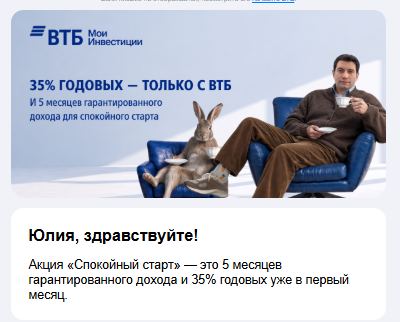 ВТБ Мои
Инвестиции
35% ГОДОВЫХ — ТОЛЬКО С ВТБ
И 5 месяцев гарантированного
дохода для спокойного старта
Юлия, здравствуйте!
Акция «Спокойный старт» — это 5 месяцев
гарантированного дохода и 35% годовых уже в первый
месяц.